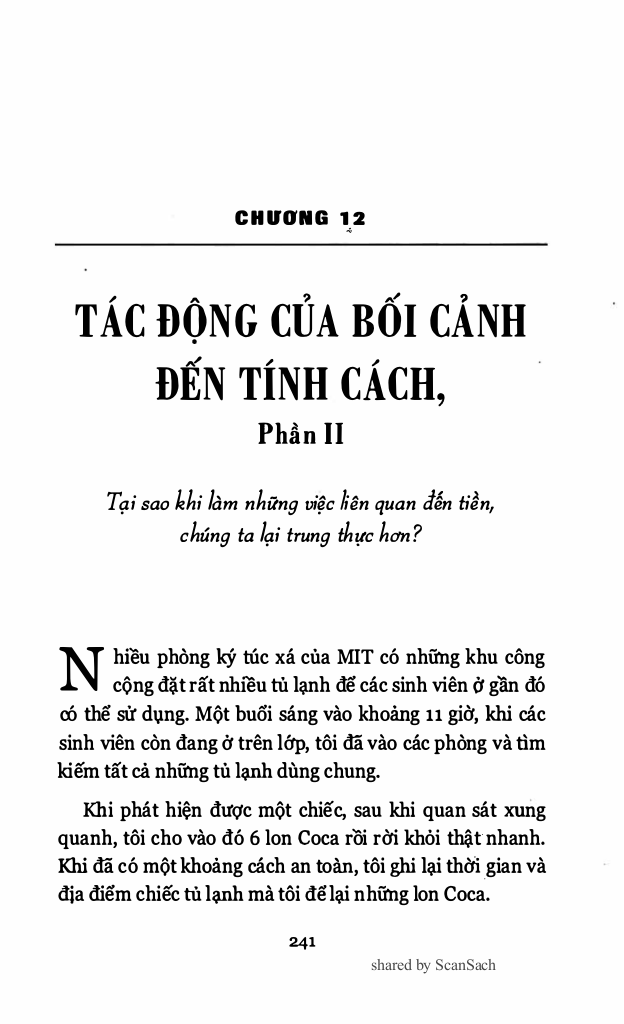 CHƯƠNG 12
TÁC ĐỘNG CỦA BỐI CẢNH
ĐẾN TÍNH CÁCH,
Phần II
Tại sao khi làm những việc liên quan đến tiền,
chúng ta lại trung thực hơn?
Nhiều phòng ký túc xá của MIT có những khu công
cộng đặt rất nhiều tủ lạnh để các sinh viên ở gần đó
có thể sử dụng. Một buổi sáng vào khoảng 11 giờ, khi các
sinh viên còn đang ở trên lớp, tôi đã vào các phòng và tìm
kiếm tất cả những tủ lạnh dùng chung.
Khi phát hiện được một chiếc, sau khi quan sát xung
quanh, tôi cho vào đó 6 lon Coca rồi rời khỏi thật nhanh.
Khi đã có một khoảng cách an toàn, tôi ghi lại thời gian và
địa điểm chiếc tủ lạnh mà tôi để lại những lon Coca.
241
shared by ScanSach